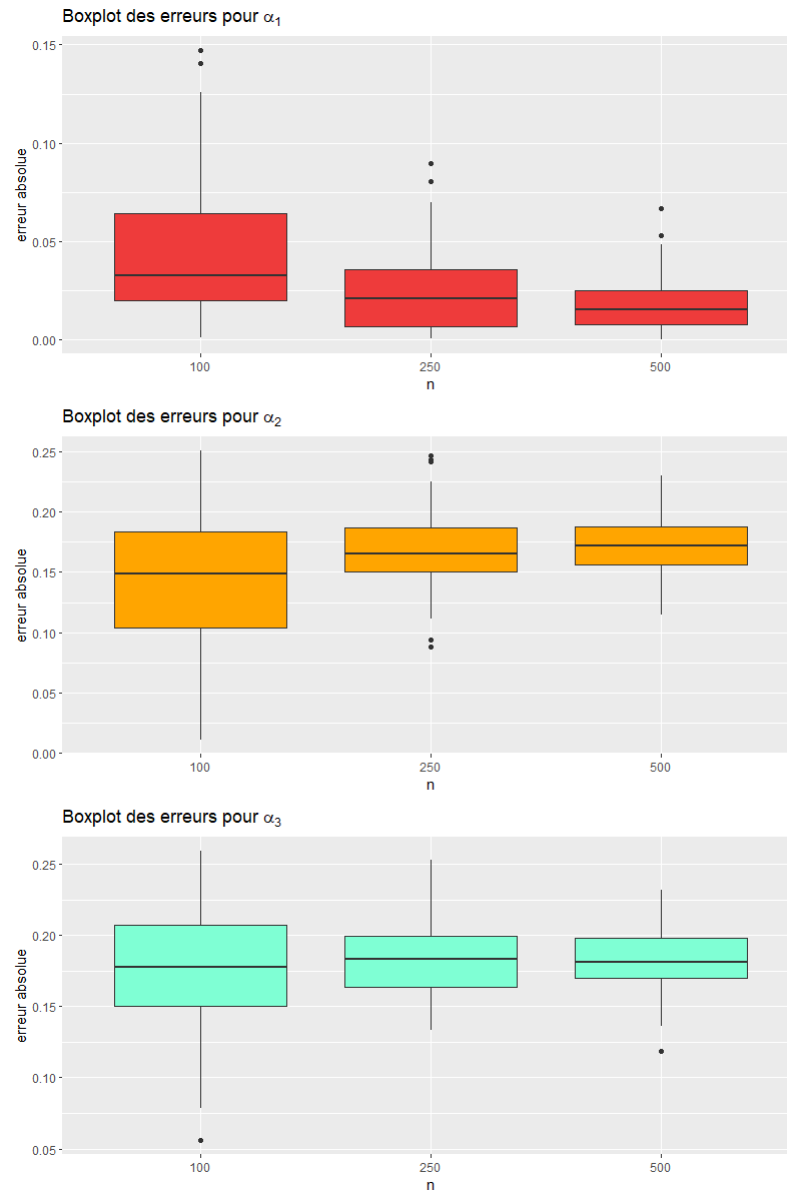 Boxplot des erreurs pour α₁
erreur absolue
0.15
0.10
0.05
0.00
100 250 500
n
Boxplot des erreurs pour α₂
erreur absolue
0.25
0.20
0.15
0.10
0.05
0.00
100 250 500
n
Boxplot des erreurs pour α₃
erreur absolue
0.25
0.20
0.15
0.10
0.05
100 250 500
n